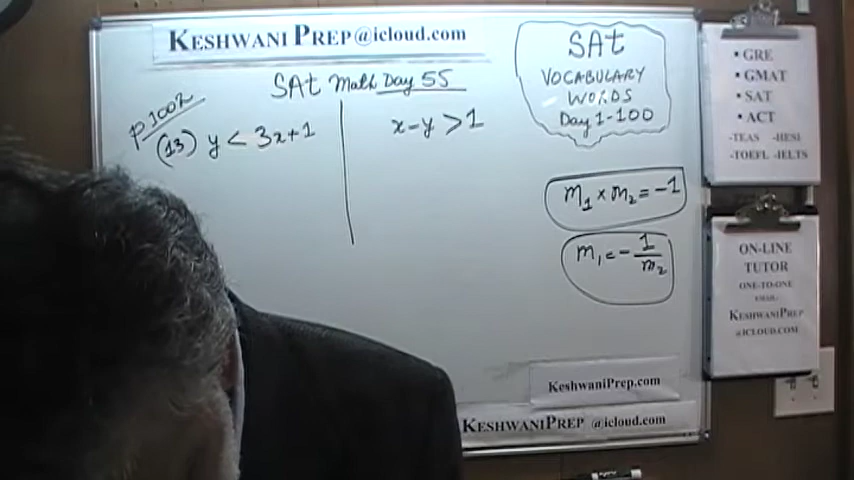 KESHWANI PREP@icloud.com
SAt Math Day 55
P1002
(13) y < 3x+1
x-y > 1
SAt
VOCABULARY
WORDS
Day 1-100
m₁ × m₂ = -1
m₁ = - 1/m₂
• GRE
• GMAT
• SAT
• ACT
-TEAS -HESI
-TOEFL -IELTS
ON-LINE
TUTOR
ONE-TO-ONE
EMAIL-
KESHWANIPREP
@ICLOUD.COM
KeshwaniPrep.com
KESHWANIPREP @icloud.com